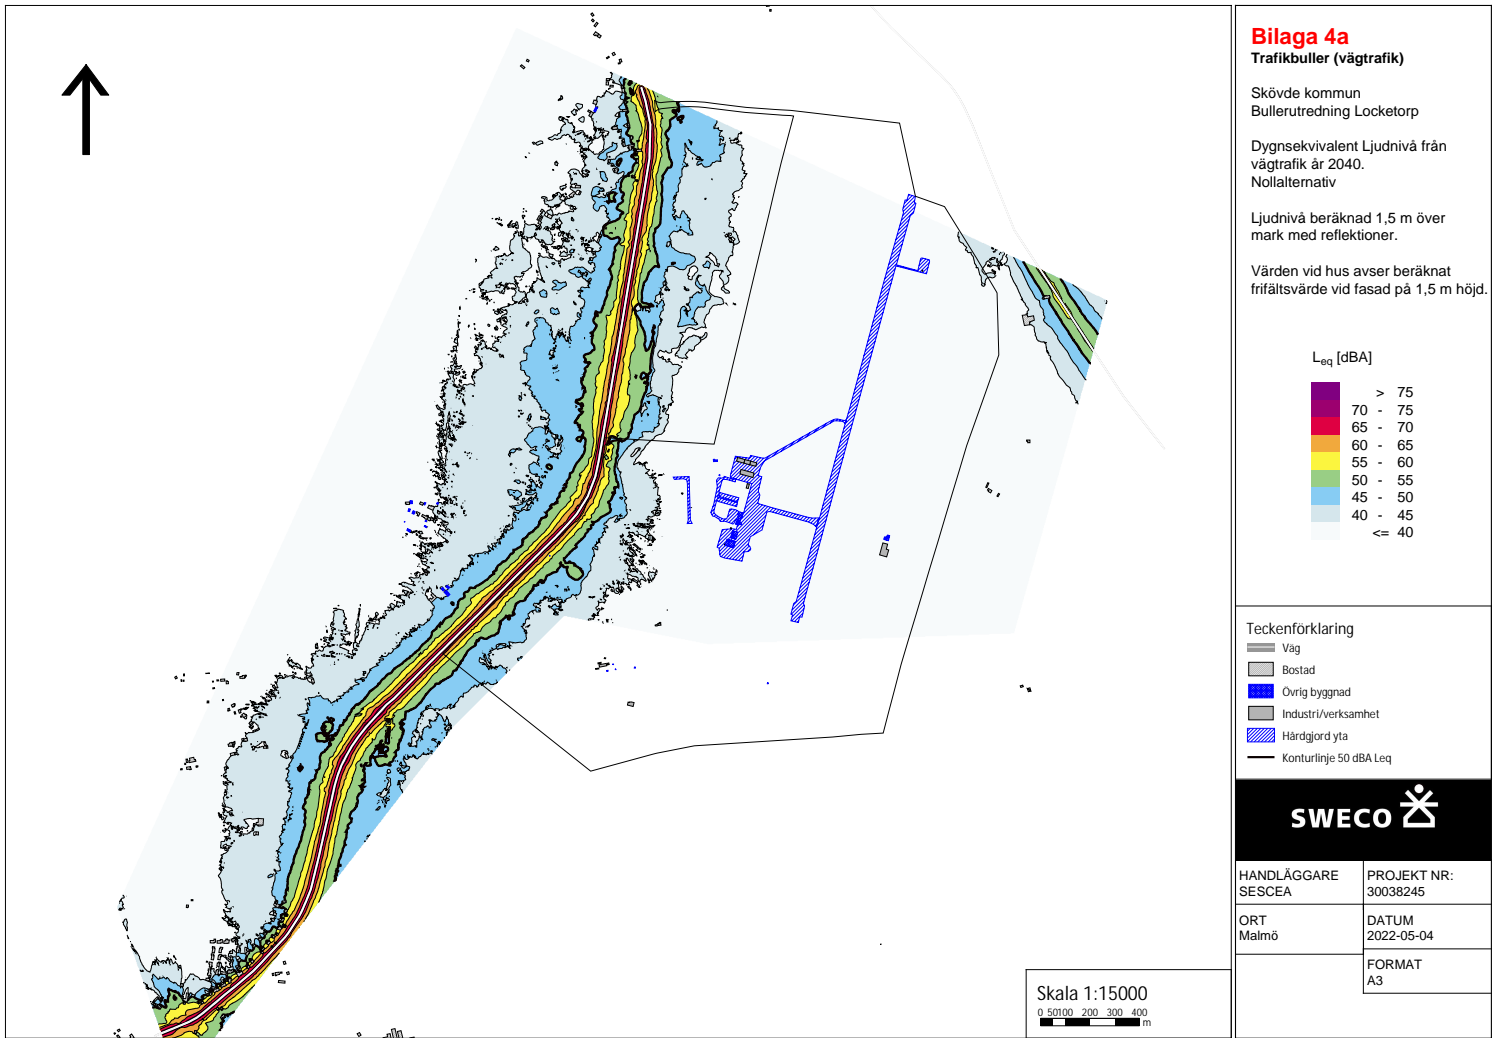 Bilaga 4a
Trafikbuller (vägtrafik)
Skövde kommun
Bullerutredning Locketorp
Dygnsekvivalent Ljudnivå från
vägtrafik år 2040.
Nollalternativ
Ljudnivå beräknad 1,5 m över
mark med reflektioner.
Värden vid hus avser beräknat
frifältsvärde vid fasad på 1,5 m höjd.
Leq [dBA]
> 75
70 - 75
65 - 70
60 - 65
55 - 60
50 - 55
45 - 50
40 - 45
<= 40
Teckenförklaring
Väg
Bostad
Övrig byggnad
Industri/verksamhet
Hårdgjord yta
Konturlinje 50 dBA Leq
SWECO
HANDLÄGGARE
SESCEA
PROJEKT NR:
30038245
ORT
Malmö
DATUM
2022-05-04
FORMAT
A3
Skala 1:15000
0 50100 200 300 400
m